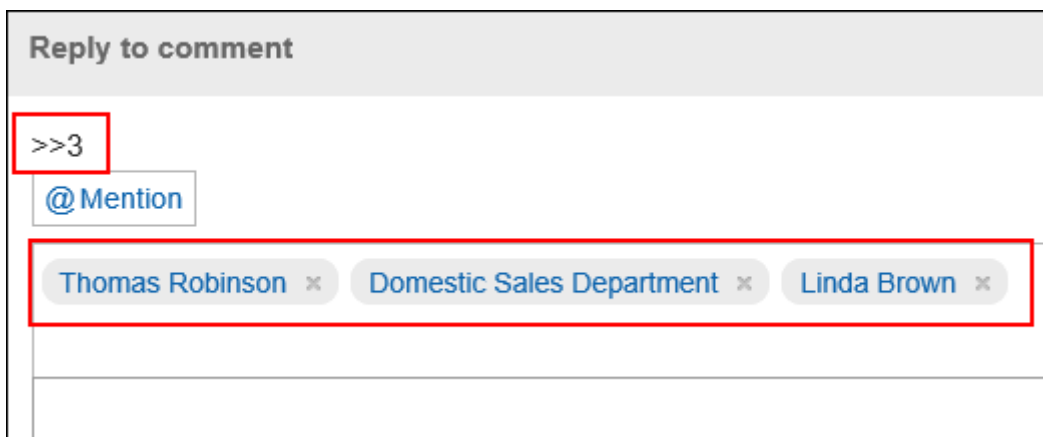 Reply to comment
>>3
@Mention
Thomas Robinson × Domestic Sales Department × Linda Brown ×